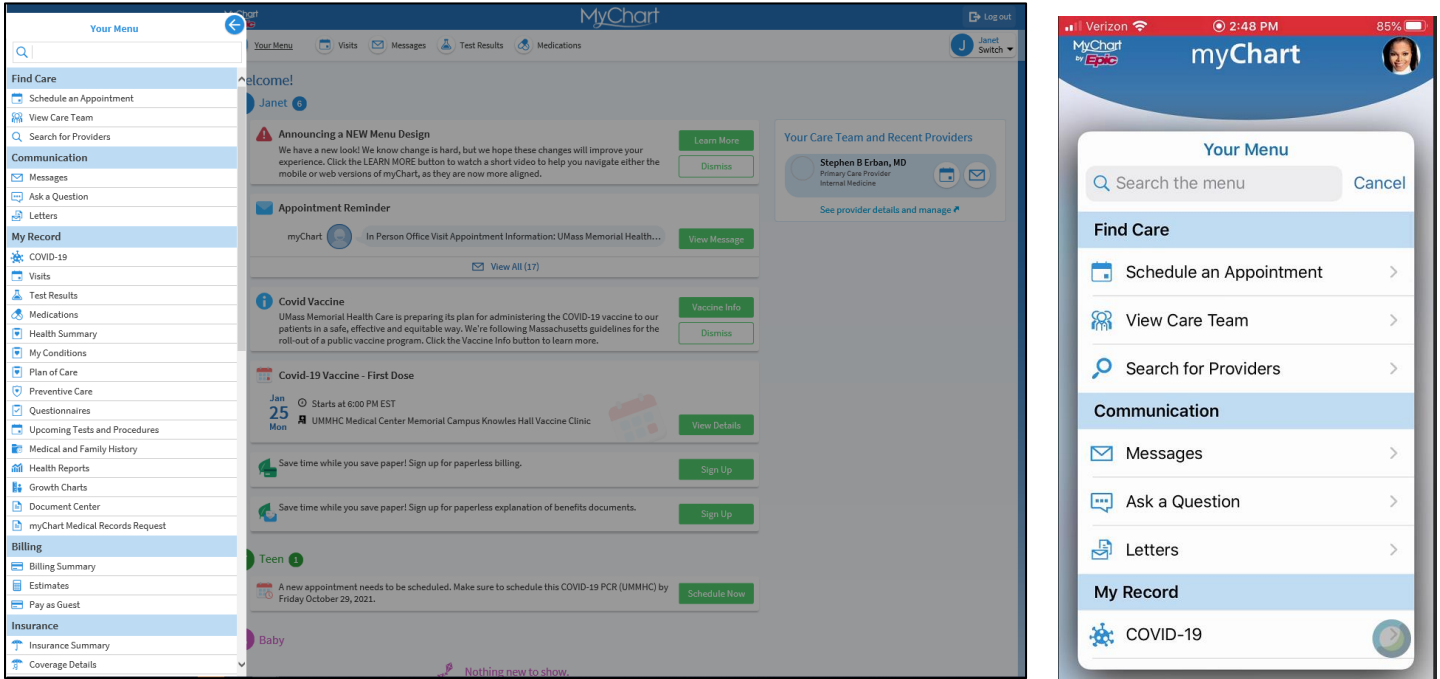 Your Menu
Find Care
Schedule an Appointment
View Care Team
Search for Providers
Communication
Messages
Ask a Question
Letters
My Record
COVID-19
Visits
Test Results
Medications
Health Summary
My Conditions
Plan of Care
Preventive Care
Questionnaires
Upcoming Tests and Procedures
Medical and Family History
Health Reports
Growth Charts
Document Center
myChart Medical Records Request
Billing
Billing Summary
Estimates
Pay as Guest
Insurance
Insurance Summary
Coverage Details
MyChart
Log out
Your Menu Visits Messages Test Results Medications
J Janet
Switch
elcome!
Janet 6
Announcing a NEW Menu Design
We have a new look! We know change is hard, but we hope these changes will improve your
experience. Click the LEARN MORE button to watch a short video to help you navigate either the
mobile or web versions of myChart, as they are now more aligned.
Learn More
Dismiss
Appointment Reminder
myChart In Person Office Visit Appointment Information: UMass Memorial Health...
View Message
View All (17)
Covid Vaccine
UMass Memorial Health Care is preparing its plan for administering the COVID-19 vaccine to our
patients in a safe, effective and equitable way. We're following Massachusetts guidelines for the
roll-out of a public vaccine program. Click the Vaccine Info button to learn more.
Vaccine Info
Dismiss
Covid-19 Vaccine - First Dose
Jan
25
Mon
Starts at 6:00 PM EST
UMMHC Medical Center Memorial Campus Knowles Hall Vaccine Clinic
View Details
Save time while you save paper! Sign up for paperless billing.
Sign Up
Save time while you save paper! Sign up for paperless explanation of benefits documents.
Sign Up
Teen 1
A new appointment needs to be scheduled. Make sure to schedule this COVID-19 PCR (UMMHC) by
Friday October 29, 2021.
Schedule Now
Baby
Nothing new to show.
Your Care Team and Recent Providers
Stephen B Erban, MD
Primary Care Provider
Internal Medicine
See provider details and manage
Verizon 2:48 PM 85%
MyChart
by Epic
myChart
Your Menu
Search the menu
Cancel
Find Care
Schedule an Appointment
View Care Team
Search for Providers
Communication
Messages
Ask a Question
Letters
My Record
COVID-19